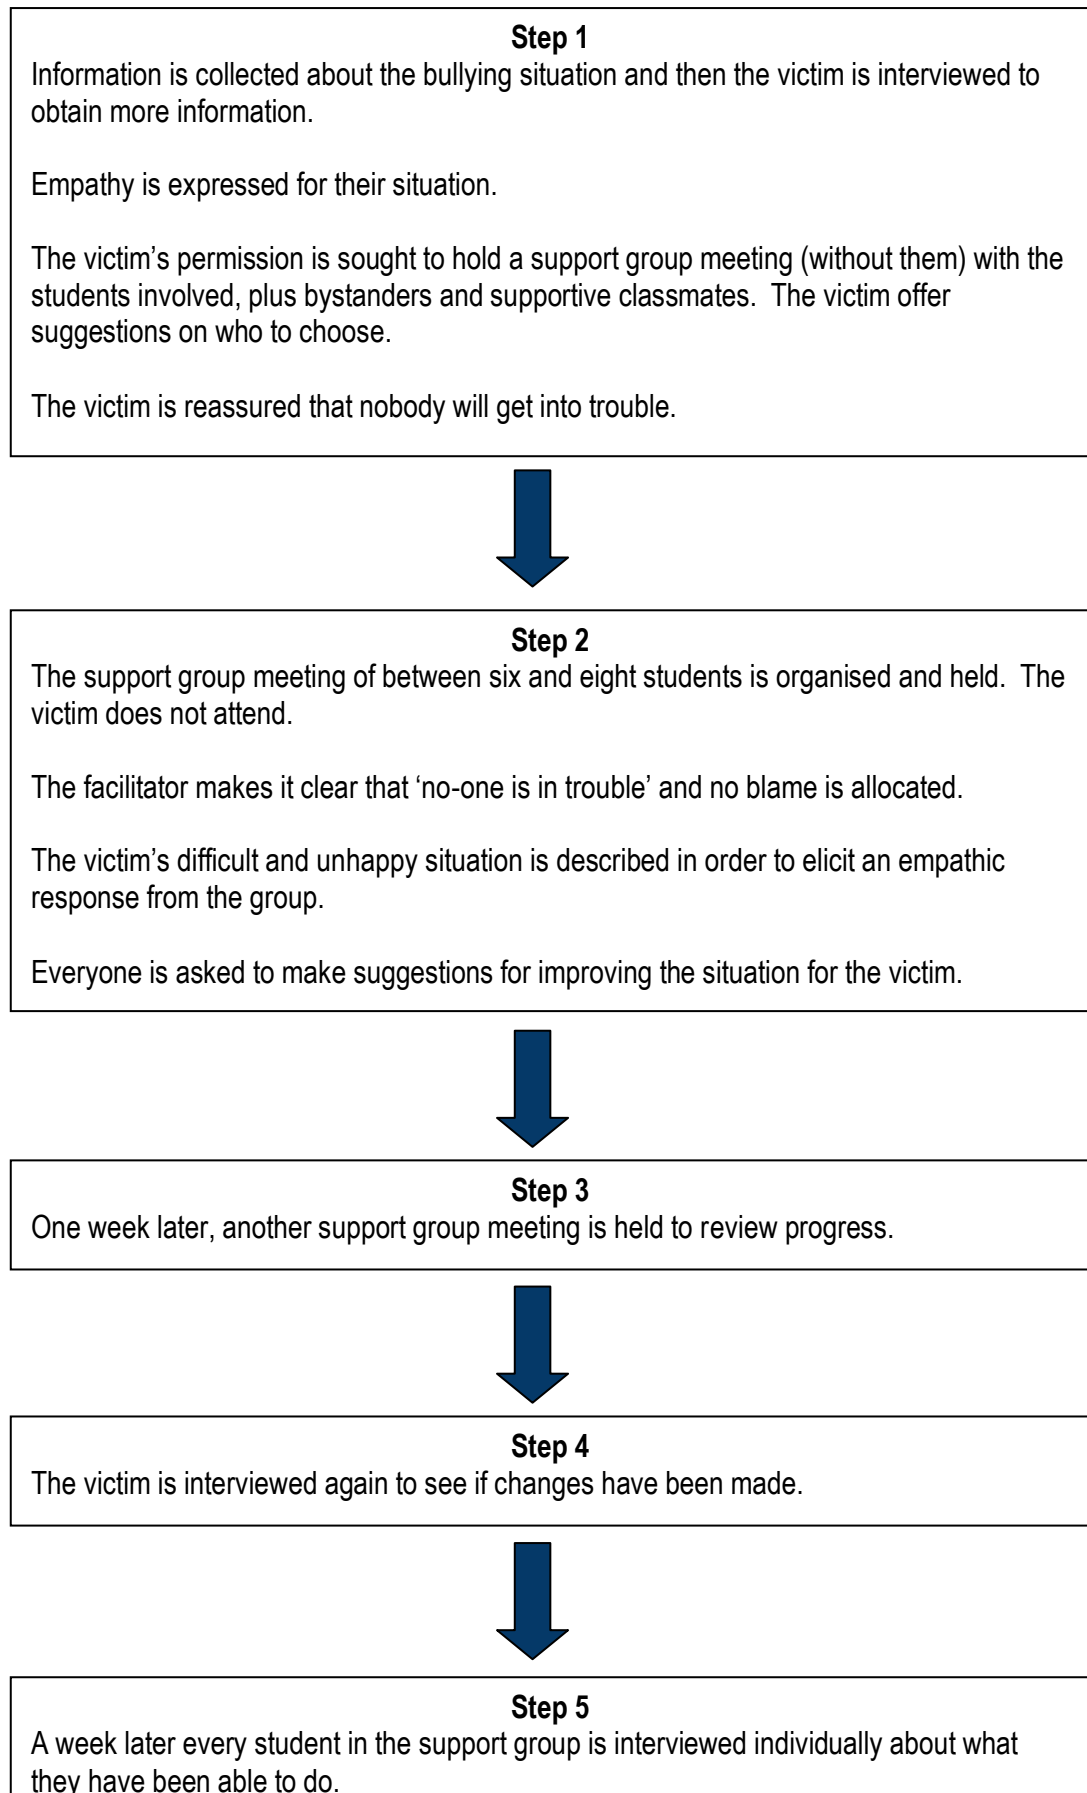 Step 1
Information is collected about the bullying situation and then the victim is interviewed to
obtain more information.
Empathy is expressed for their situation.
The victim’s permission is sought to hold a support group meeting (without them) with the
students involved, plus bystanders and supportive classmates.  The victim offer
suggestions on who to choose.
The victim is reassured that nobody will get into trouble.
Step 2
The support group meeting of between six and eight students is organised and held.  The
victim does not attend.
The facilitator makes it clear that ‘no-one is in trouble’ and no blame is allocated.
The victim’s difficult and unhappy situation is described in order to elicit an empathic
response from the group.
Everyone is asked to make suggestions for improving the situation for the victim.
Step 3
One week later, another support group meeting is held to review progress.
Step 4
The victim is interviewed again to see if changes have been made.
Step 5
A week later every student in the support group is interviewed individually about what
they have been able to do.